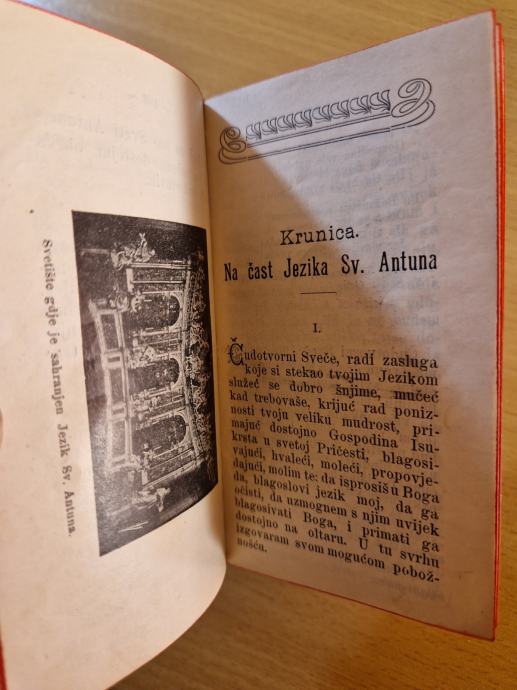 Svetište gdje je sahranjen Jezik Sv. Antuna.
Krunica.
Na čast Jezika Sv. Antuna
I.
Čudotvorni Sveče, radi zasluga
koje si stekao tvojim Jezikom
služeć se dobro šnjime, mučeć
kad trebovaše, krijuć rad poniz-
nosti tvoju veliku mudrost, pri-
majuć dostojno Gospodina Isu-
krsta u svetoj Pričesti, blagosi-
vajući, hvaleći, moleći, propovje-
dajući, molim te: da isprosiš u Boga
da, blagoslovi jezik moj, da ga
očisti, da uzmognem s njim uvijek
blagosivati Boga, i primati ga
dostojno na oltaru. U tu svrhu
izgovaram svom mogućom pobož-
nošću.